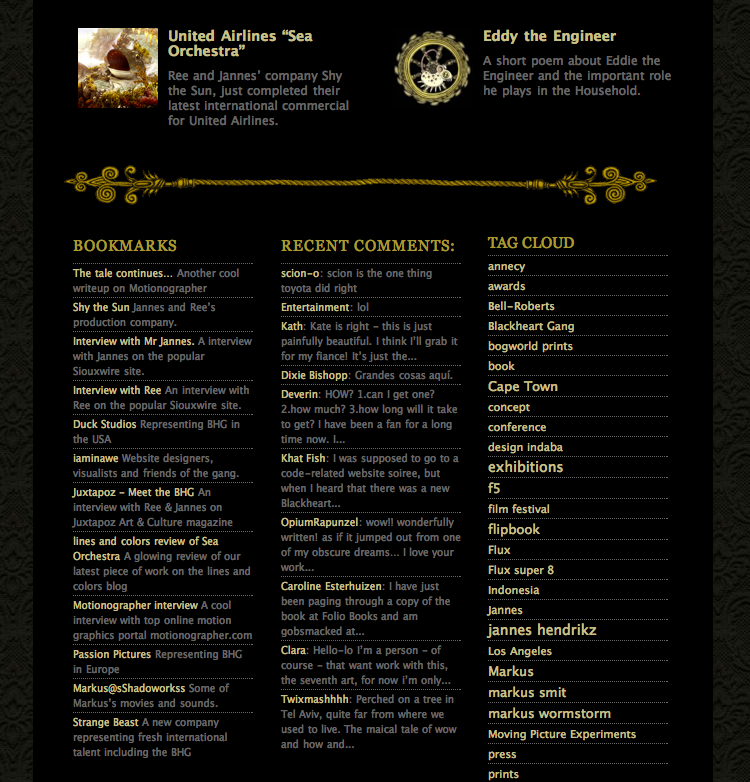 United Airlines “Sea
Orchestra”
Ree and Jannes’ company Shy
the Sun, just completed their
latest international commercial
for United Airlines.
Eddy the Engineer
A short poem about Eddie the
Engineer and the important role
he plays in the Household.
BOOKMARKS
The tale continues... Another cool
writeup on Motionographer
Shy the Sun Jannes and Ree’s
production company.
Interview with Mr Jannes. A interview
with Jannes on the popular
Siouxwire site.
Interview with Ree An interview with
Ree on the popular Siouxwire site.
Duck Studios Representing BHG in
the USA
iaminawe Website designers,
visualists and friends of the gang.
Juxtapoz – Meet the BHG An
interview with Ree & Jannes on
Juxtapoz Art & Culture magazine
lines and colors review of Sea
Orchestra A glowing review of our
latest piece of work on the lines and
colors blog
Motionographer interview A cool
interview with top online motion
graphics portal motionographer.com
Passion Pictures Representing BHG
in Europe
Markus@sShadoworkss Some of
Markus’s movies and sounds.
Strange Beast A new company
representing fresh international
talent including the BHG
RECENT COMMENTS:
scion-o: scion is the one thing
toyota did right
Entertainment: lol
Kath: Kate is right – this is just
painfully beautiful. I think I’ll grab it
for my fiance! It’s just the...
Dixie Bishopp: Grandes cosas aquí.
Deverin: HOW? 1.can I get one?
2.how much? 3.how long will it take
to get? I have been a fan for a long
time now. I...
Khat Fish: I was supposed to go to a
code-related website soiree, but
when I heard that there was a new
Blackheart...
OpiumRapunzel: wow!! wonderfully
written! as if it jumped out from one
of my obscure dreams... I love your
work...
Caroline Esterhuizen: I have just
been paging through a copy of the
book at Folio Books and am
gobsmacked at...
Clara: Hello-lo I’m a person – of
course – that want work with this,
the seventh art, for now i’m only...
Twixmashhhh: Perched on a tree in
Tel Aviv, quite far from where we
used to live. The maical tale of wow
and how and...
TAG CLOUD
annecy
awards
Bell-Roberts
Blackheart Gang
bogworld prints
book
Cape Town
concept
conference
design indaba
exhibitions
f5
film festival
flipbook
Flux
Flux super 8
Indonesia
Jannes
jannes hendrikz
Los Angeles
Markus
markus smit
markus wormstorm
Moving Picture Experiments
press
prints